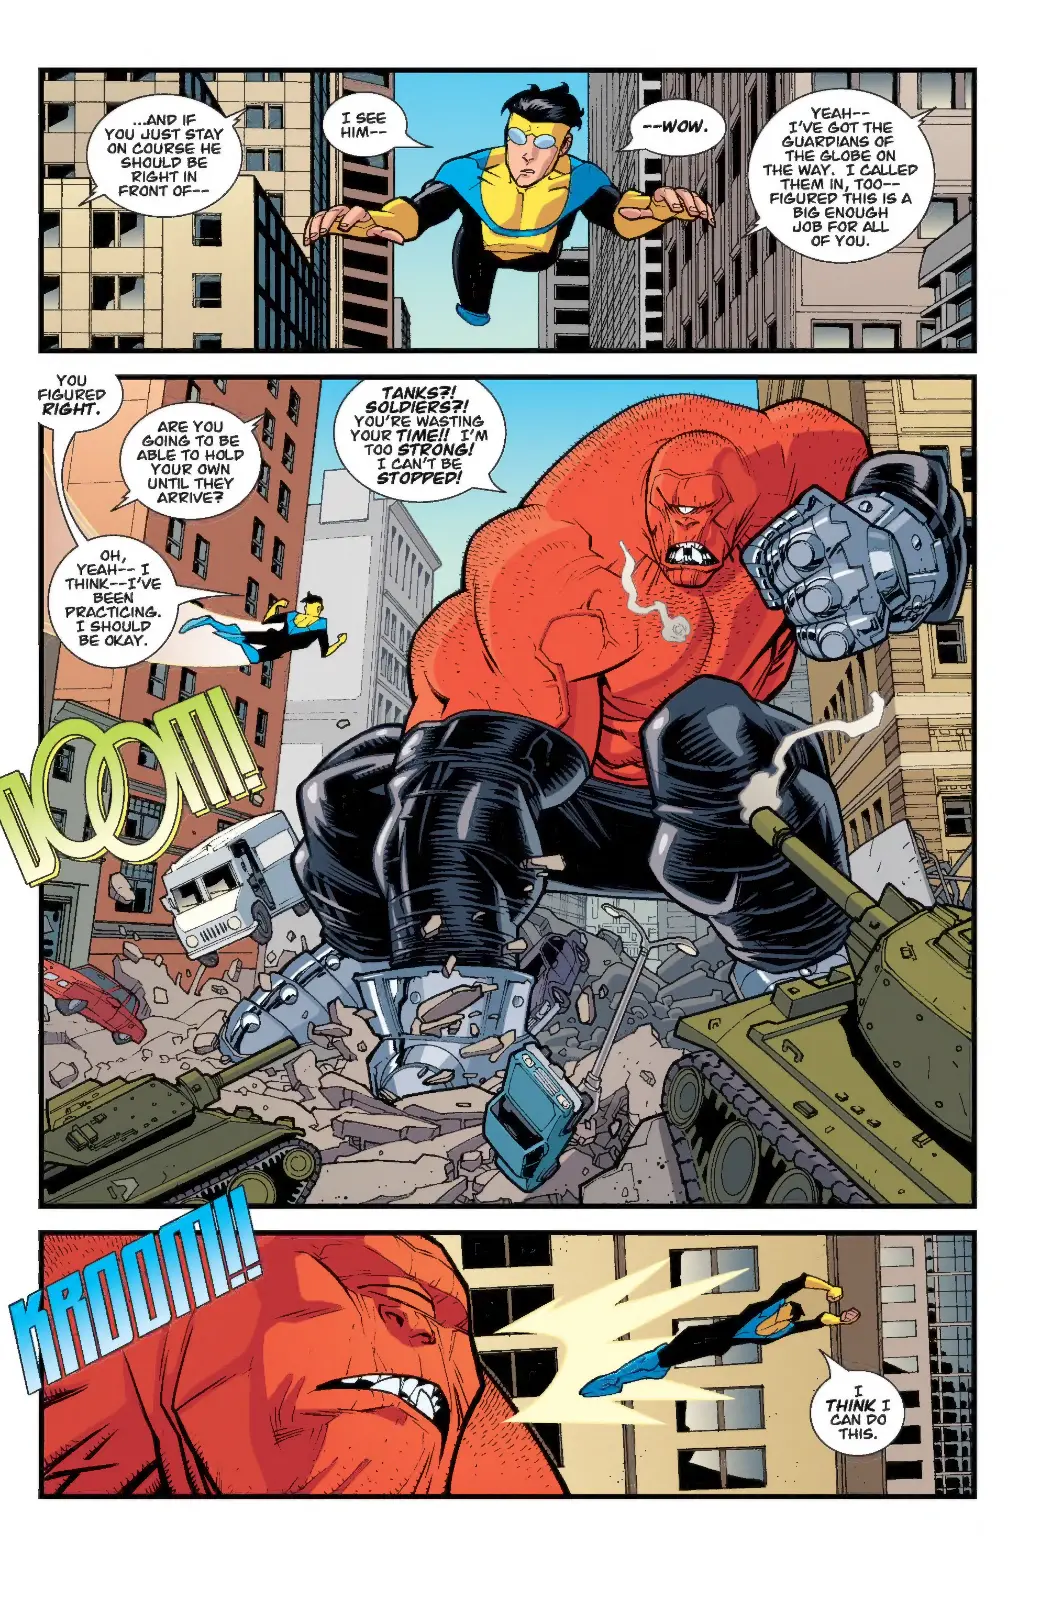 ...AND IF
YOU JUST STAY
ON COURSE HE
SHOULD BE
RIGHT IN
FRONT OF--
I SEE
HIM--
--WOW.
YEAH--
I'VE GOT THE
GUARDIANS OF
THE GLOBE ON
THE WAY. I CALLED
THEM IN, TOO--
FIGURED THIS IS A
BIG ENOUGH
JOB FOR ALL
OF YOU.
YOU
FIGURED
RIGHT.
ARE YOU
GOING TO BE
ABLE TO HOLD
YOUR OWN
UNTIL THEY
ARRIVE?
OH,
YEAH-- I
THINK--I'VE
BEEN
PRACTICING.
I SHOULD
BE OKAY.
TANKS?!
SOLDIERS?!
YOU'RE WASTING
YOUR TIME!! I'M
TOO STRONG!
I CAN'T BE
STOPPED!
DOOOM!
KROOM!!
I
THINK I
CAN DO
THIS.